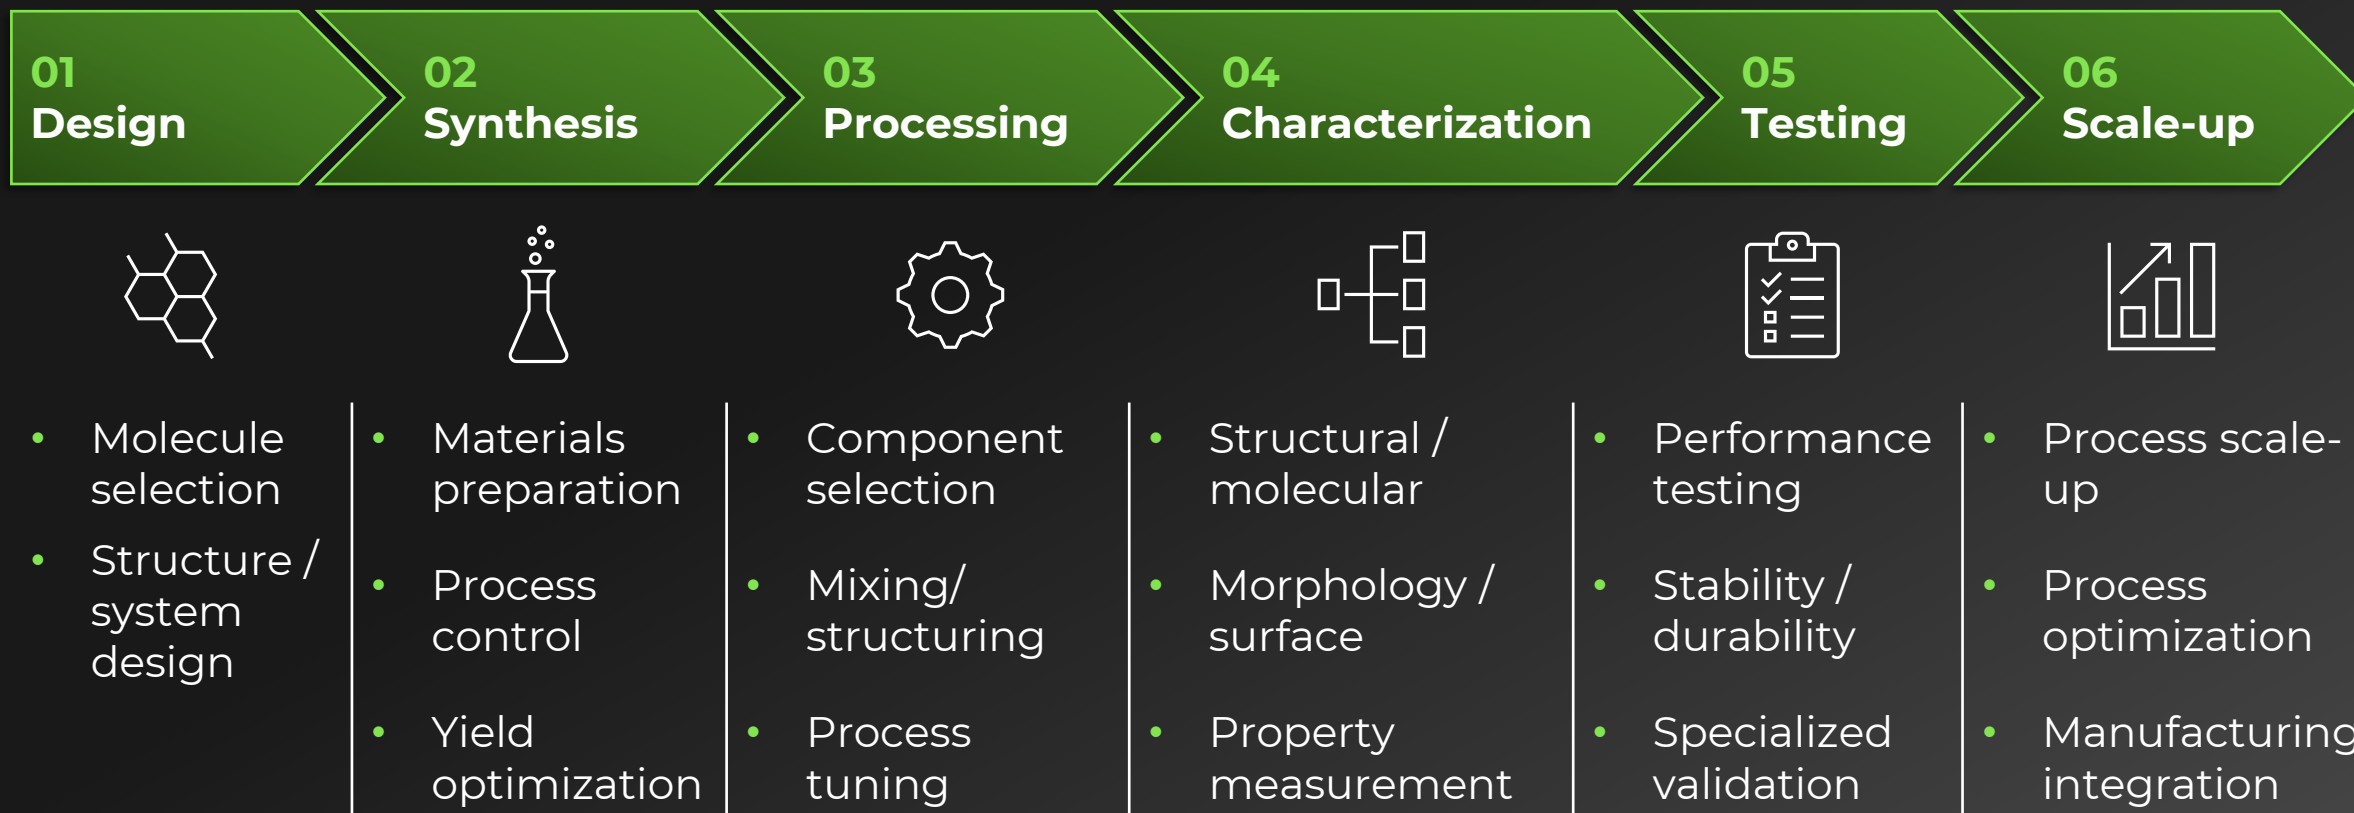 01
Design
02
Synthesis
03
Processing
04
Characterization
05
Testing
06
Scale-up
• Molecule
selection
• Structure /
system
design
• Materials
preparation
• Process
control
• Yield
optimization
• Component
selection
• Mixing/
structuring
• Process
tuning
• Structural /
molecular
• Morphology /
surface
• Property
measurement
• Performance
testing
• Stability /
durability
• Specialized
validation
• Process scale-
up
• Process
optimization
• Manufacturing
integration